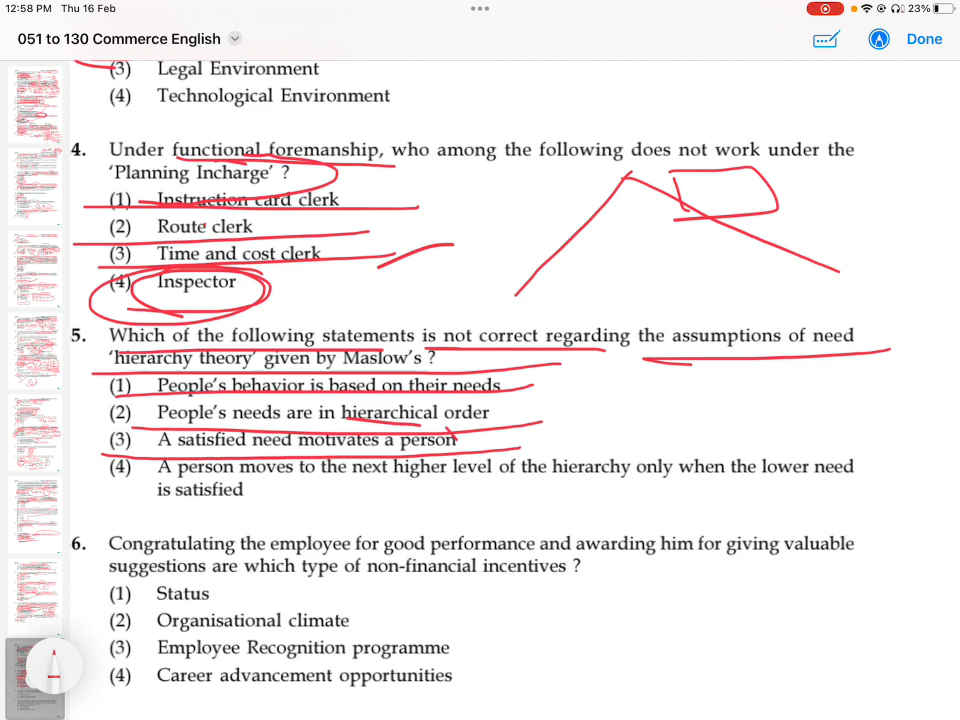 12:58 PM Thu 16 Feb
23%
051 to 130 Commerce English
Done
(3) Legal Environment
(4) Technological Environment
4. Under functional foremanship, who among the following does not work under the
'Planning Incharge' ?
(1) Instruction card clerk
(2) Route clerk
(3) Time and cost clerk
(4) Inspector
5. Which of the following statements is not correct regarding the assumptions of need
'hierarchy theory' given by Maslow's ?
(1) People's behavior is based on their needs
(2) People's needs are in hierarchical order
(3) A satisfied need motivates a person
(4) A person moves to the next higher level of the hierarchy only when the lower need
is satisfied
6. Congratulating the employee for good performance and awarding him for giving valuable
suggestions are which type of non-financial incentives ?
(1) Status
(2) Organisational climate
(3) Employee Recognition programme
(4) Career advancement opportunities